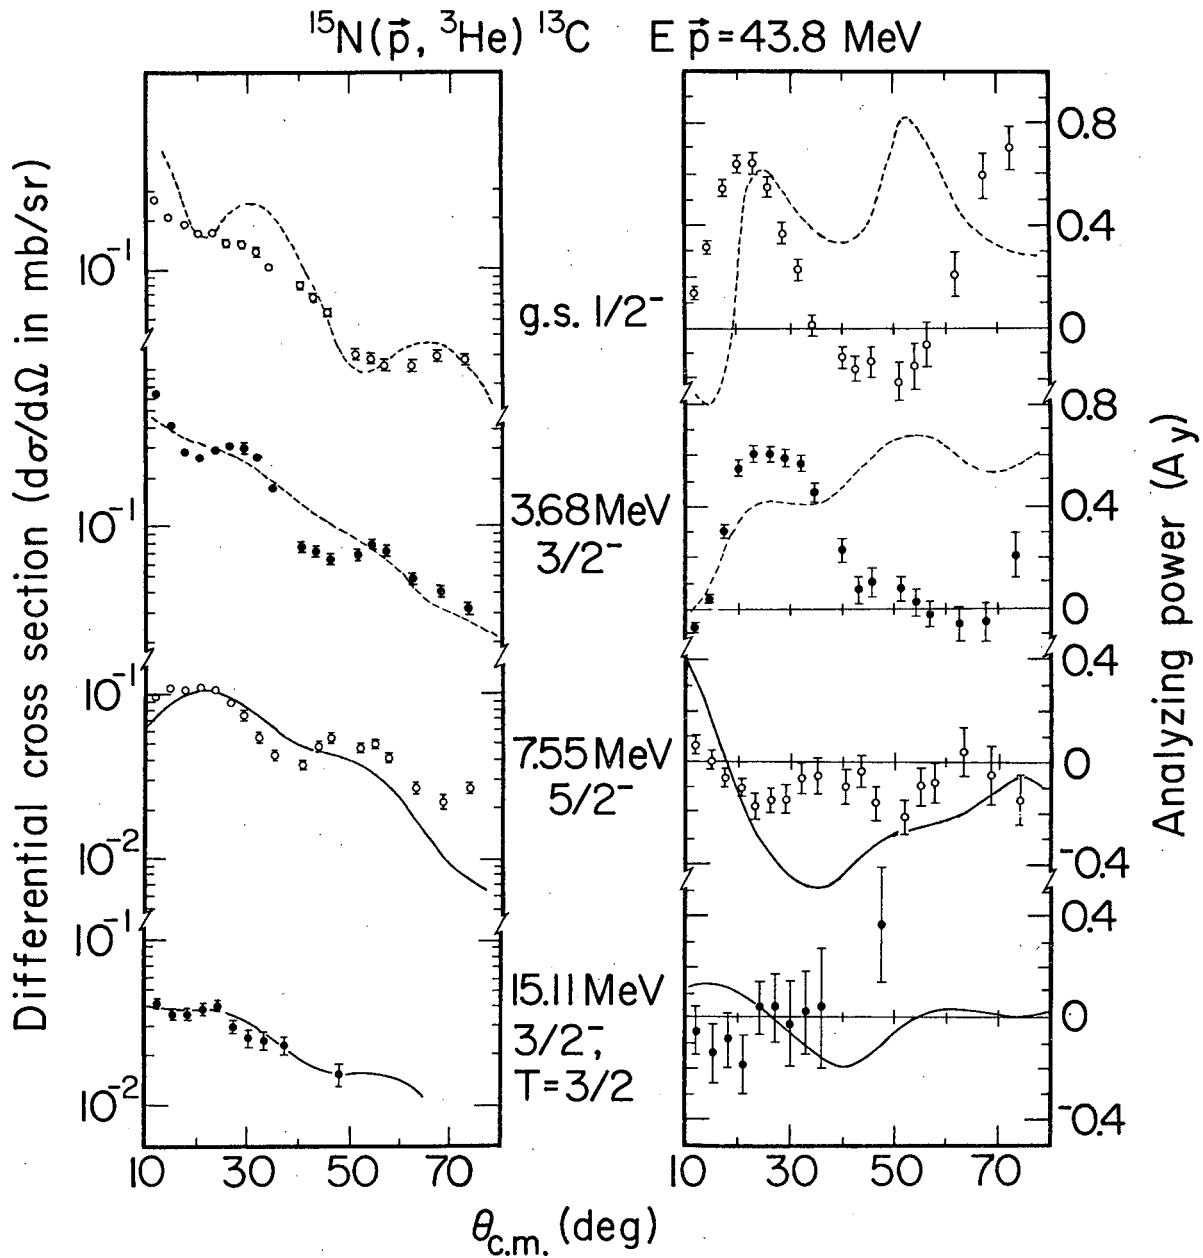 ¹⁵N(p⃗, ³He) ¹³C E p⃗ = 43.8 MeV
Differential cross section (dσ/dΩ in mb/sr)
10⁻¹
10⁻¹
10⁻¹
10⁻²
10⁻¹
10⁻²
g.s. 1/2⁻
3.68 MeV
3/2⁻
7.55 MeV
5/2⁻
15.11 MeV
3/2⁻,
T=3/2
0.8
0.4
0
0.8
0.4
0
0.4
0
-0.4
0.4
0
-0.4
Analyzing power (Ay)
10 30 50 70 10 30 50 70
θc.m. (deg)